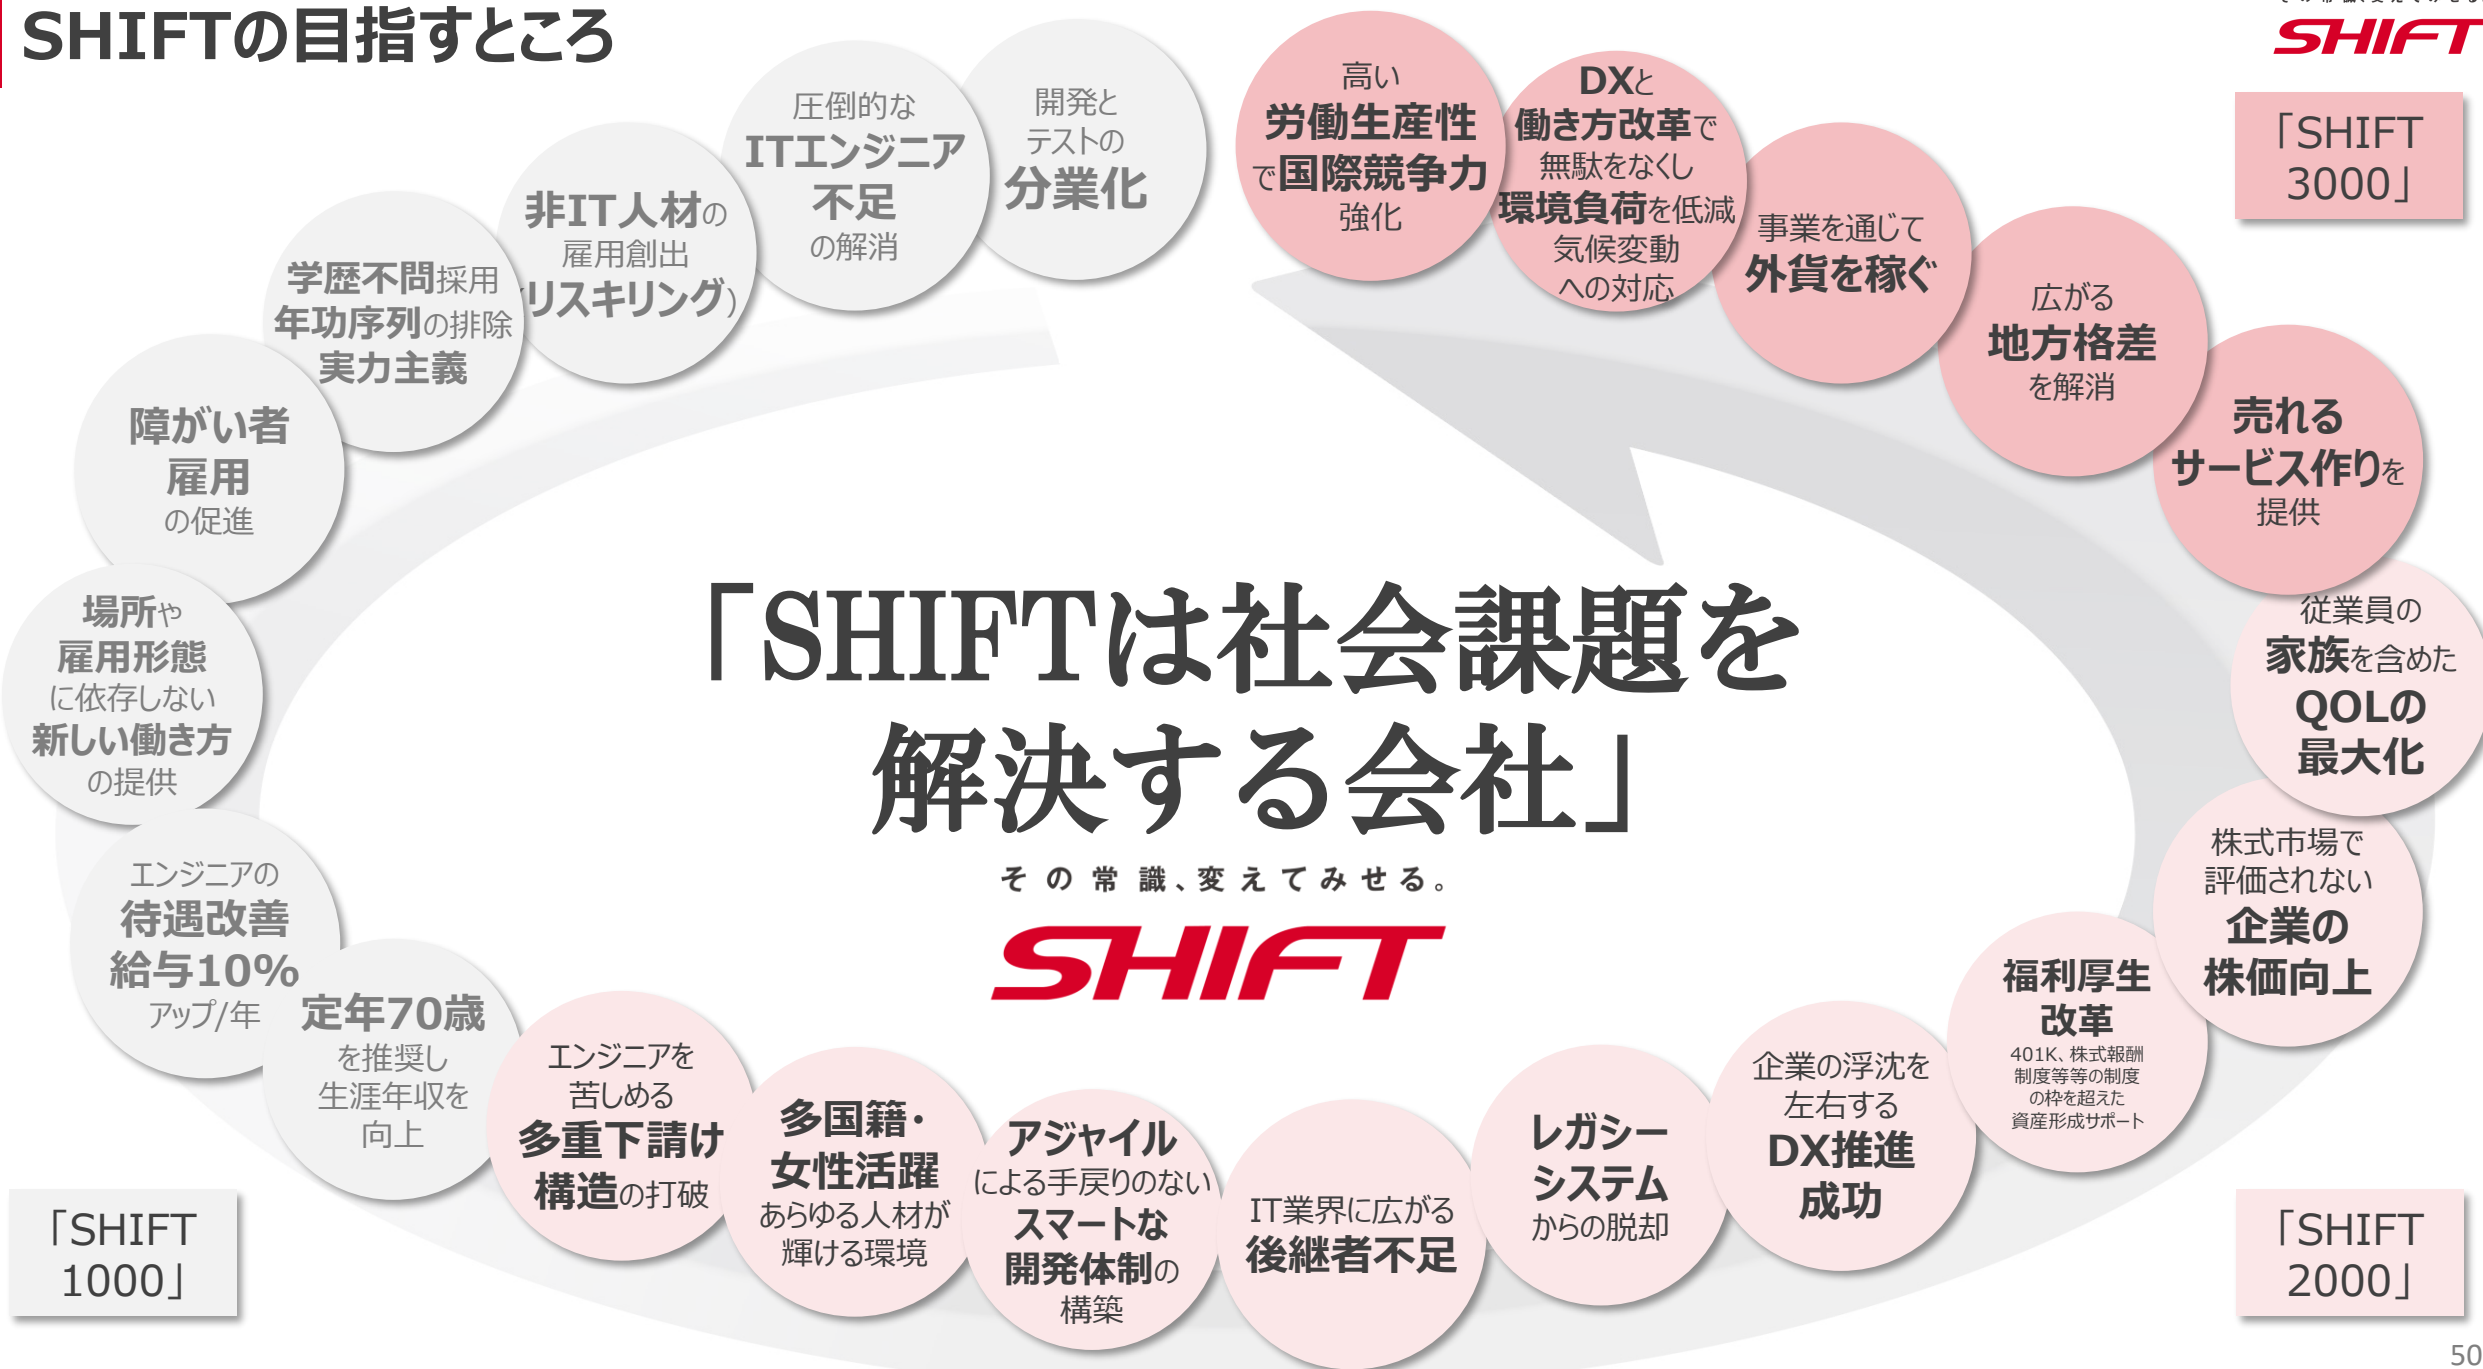 SHIFTの目指すところ
その常識、変えてみせる。
SHIFT
「SHIFT
3000」
開発と
テストの
分業化
圧倒的な
ITエンジニア
不足
の解消
非IT人材の
雇用創出
(リスキリング)
学歴不問採用
年功序列の排除
実力主義
障がい者
雇用
の促進
場所や
雇用形態
に依存しない
新しい働き方
の提供
エンジニアの
待遇改善
給与10%
アップ/年
定年70歳
を推奨し
生涯年収を
向上
「SHIFT
1000」
エンジニアを
苦しめる
多重下請け
構造の打破
多国籍・
女性活躍
あらゆる人材が
輝ける環境
アジャイル
による手戻りのない
スマートな
開発体制の
構築
IT業界に広がる
後継者不足
レガシー
システム
からの脱却
企業の浮沈を
左右する
DX推進
成功
福利厚生
改革
401K、株式報酬
制度等等の制度
の枠を超えた
資産形成サポート
株式市場で
評価されない
企業の
株価向上
従業員の
家族を含めた
QOLの
最大化
「SHIFT
2000」
売れる
サービス作りを
提供
広がる
地方格差
を解消
事業を通じて
外貨を稼ぐ
DXと
働き方改革で
無駄をなくし
環境負荷を低減
気候変動
への対応
高い
労働生産性
で国際競争力
強化
「SHIFTは社会課題を
解決する会社」
その常識、変えてみせる。
SHIFT
50